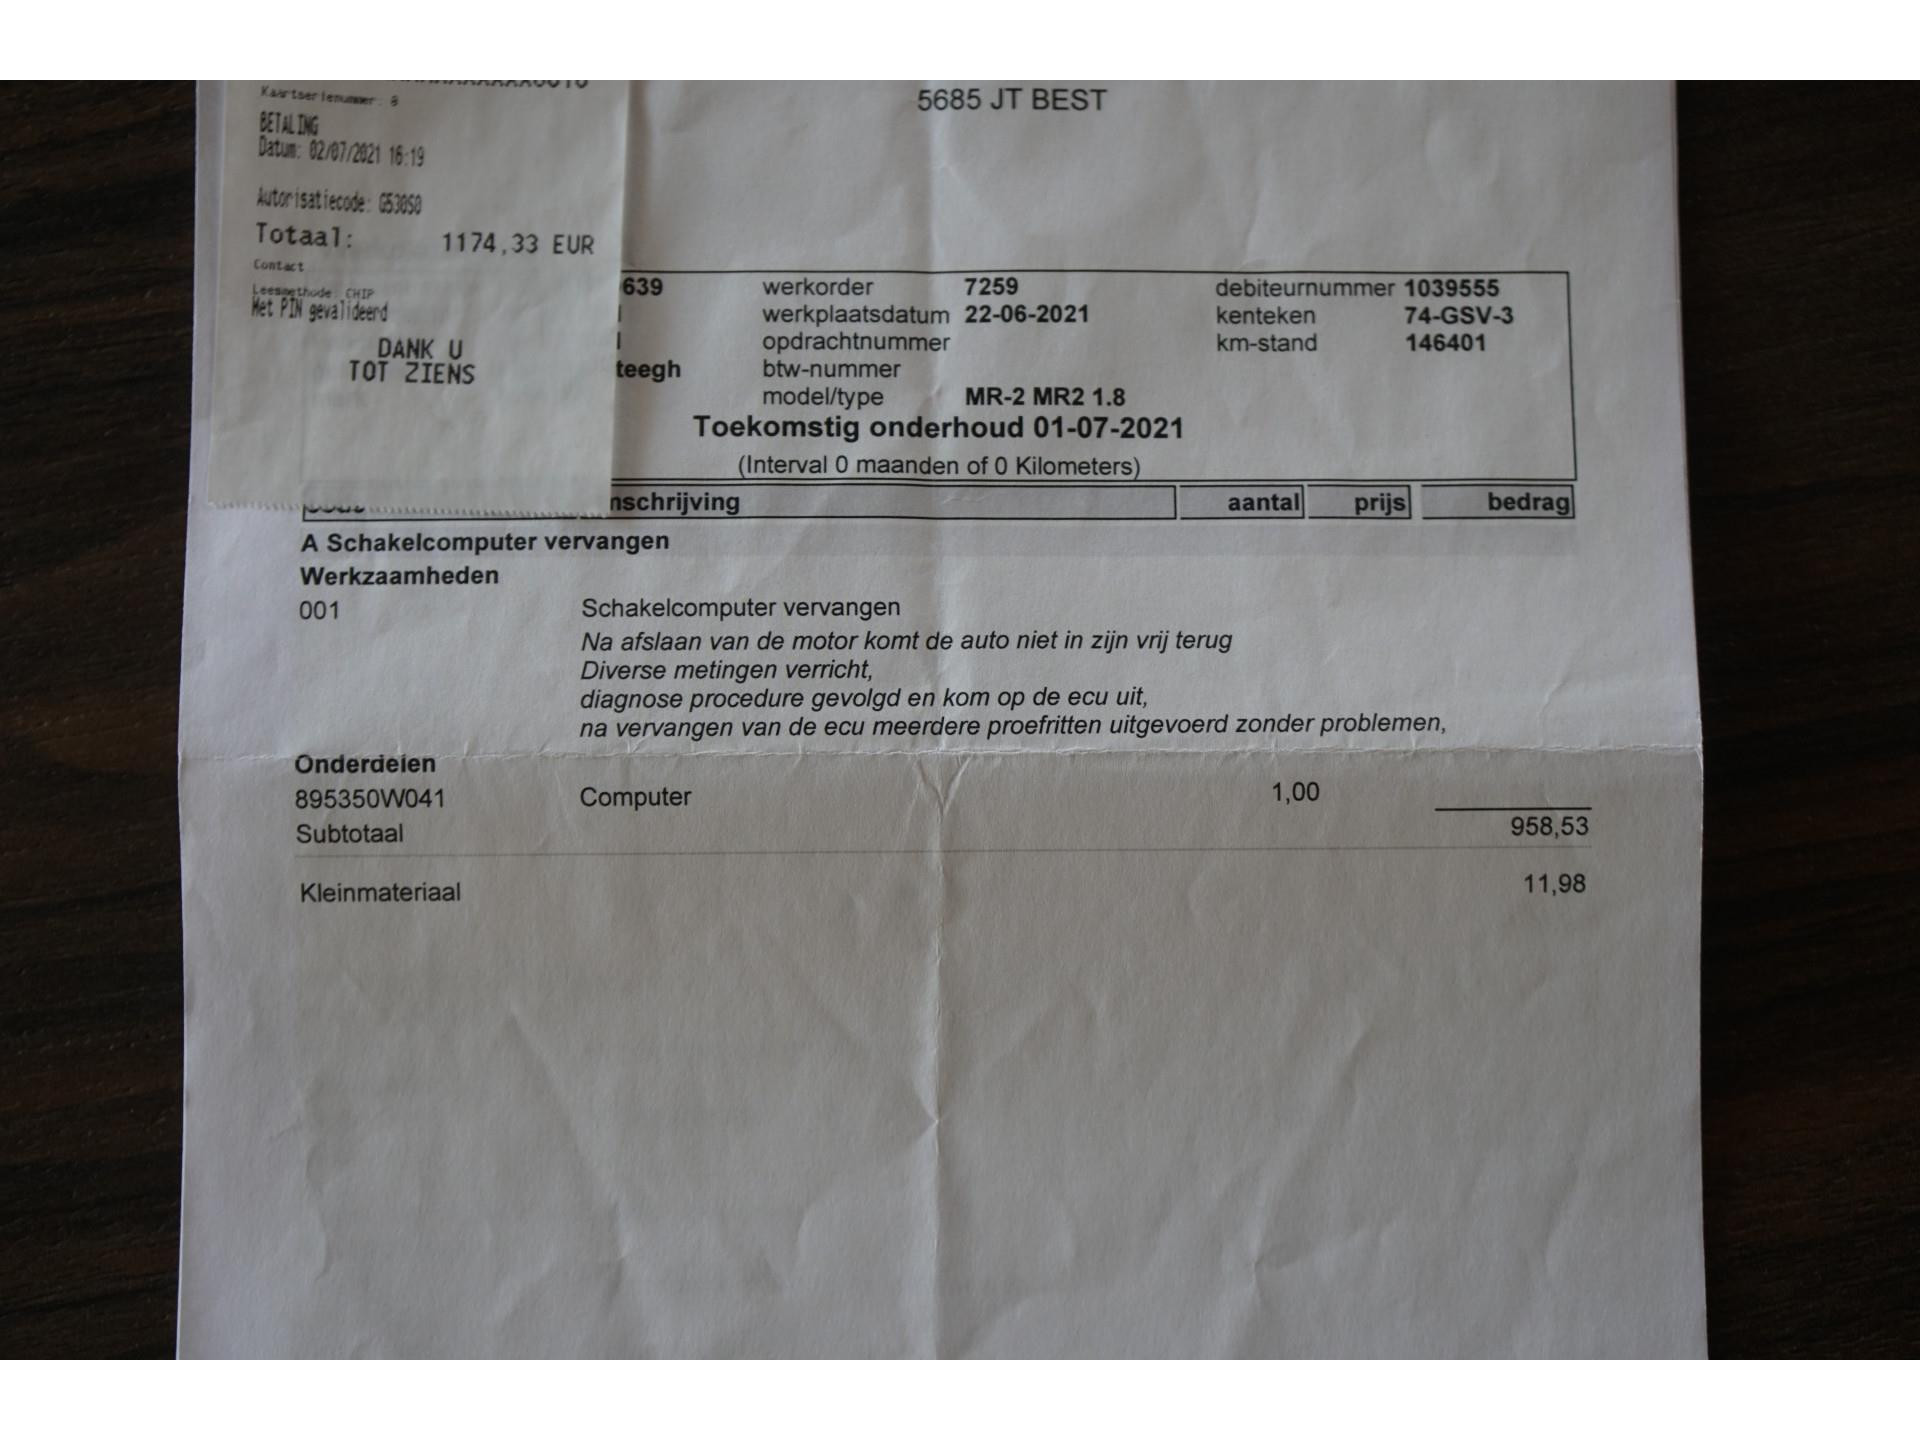 Kaartserienummer: 0
BETALING
Datum: 02/07/2021 16:19
Autorisatiecode: G530S0
Totaal: 1174,33 EUR
Contact
Leesmethode: CHIP
Met PIN gevalideerd
DANK U
TOT ZIENS
5685 JT BEST
639 werkorder 7259 debiteurnummer 1039555
werkplaatsdatum 22-06-2021 kenteken 74-GSV-3
opdrachtnummer km-stand 146401
teegh btw-nummer
model/type MR-2 MR2 1.8
Toekomstig onderhoud 01-07-2021
(Interval 0 maanden of 0 Kilometers)
nschrijving aantal prijs bedrag
A Schakelcomputer vervangen
Werkzaamheden
001 Schakelcomputer vervangen
Na afslaan van de motor komt de auto niet in zijn vrij terug
Diverse metingen verricht,
diagnose procedure gevolgd en kom op de ecu uit,
na vervangen van de ecu meerdere proefritten uitgevoerd zonder problemen,
Onderdelen
895350W041 Computer 1,00
Subtotaal 958,53
Kleinmateriaal 11,98